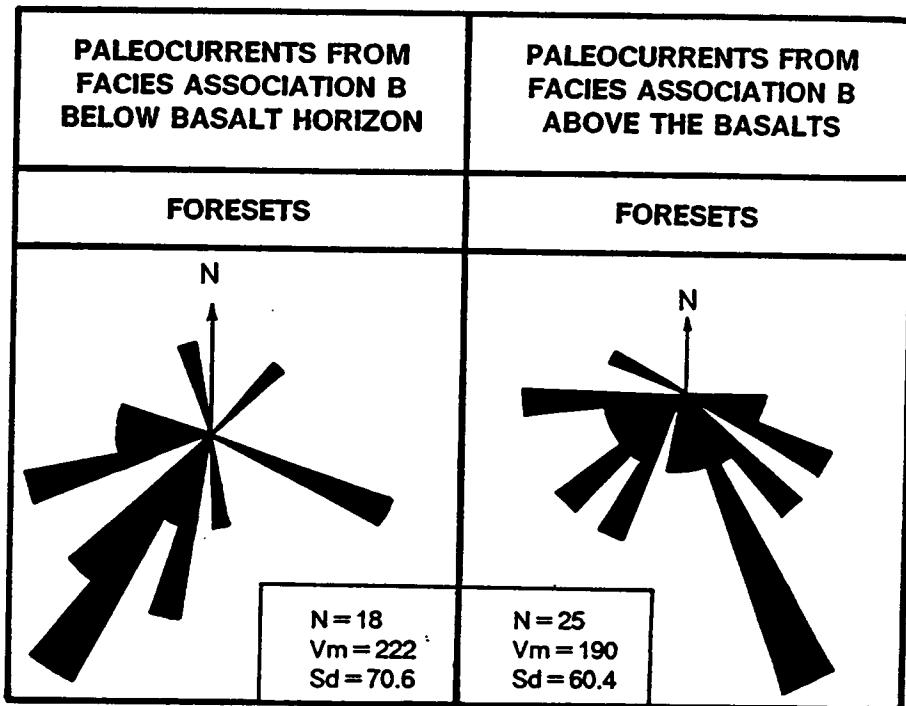 PALEOCURRENTS FROM
FACIES ASSOCIATION B
BELOW BASALT HORIZON
PALEOCURRENTS FROM
FACIES ASSOCIATION B
ABOVE THE BASALTS
FORESETS
FORESETS
N
N
N=18
Vm=222
Sd=70.6
N=25
Vm=190
Sd=60.4